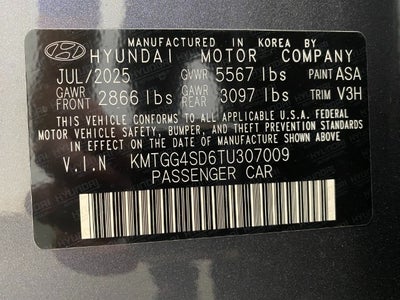 MANUFACTURED IN KOREA BY
HYUNDAI MOTOR COMPANY
JUL/2025 GVWR 5567 lbs PAINT ASA
GAWR FRONT 2866 lbs GAWR REAR 3097 lbs TRIM V3H
THIS VEHICLE CONFORMS TO ALL U.S.A. FEDERAL
MOTOR VEHICLE SAFETY, BUMPER, AND THEFT PREVENTION
STANDARDS IN EFFECT ON THE DATE OF MANUFACTURE SHOWN ABOVE
V.I.N KMTGG4SD6TU307009
PASSENGER CAR